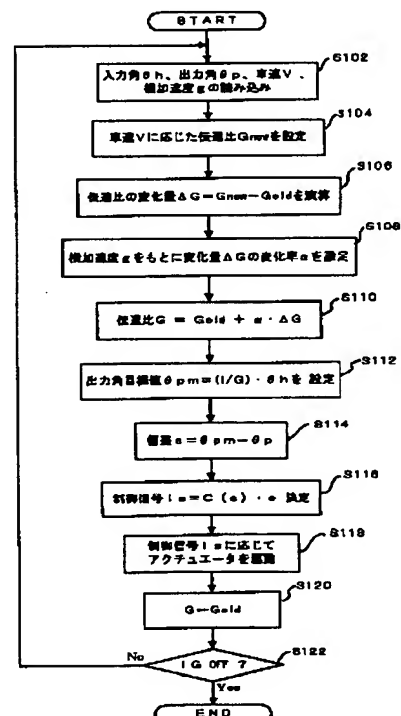 START
S102
入力角θh、出力角θp、車速V、
横加速度gの読み込み
S104
車速Vに応じた伝達比Gnewを設定
S106
伝達比の変化量ΔG=Gnew-Goldを演算
S108
横加速度gをもとに変化量ΔGの変化率αを設定
S110
伝達比G = Gold + α・ΔG
S112
出力角目標値θpm=(1/G)・θhを 設定
S114
偏差e=θpm-θp
S116
制御信号Is=C(s)・e 決定
S118
制御信号Isに応じて
アクチュエータを駆動
S120
G←Gold
S122
IG OFF ?
No
Yes
END